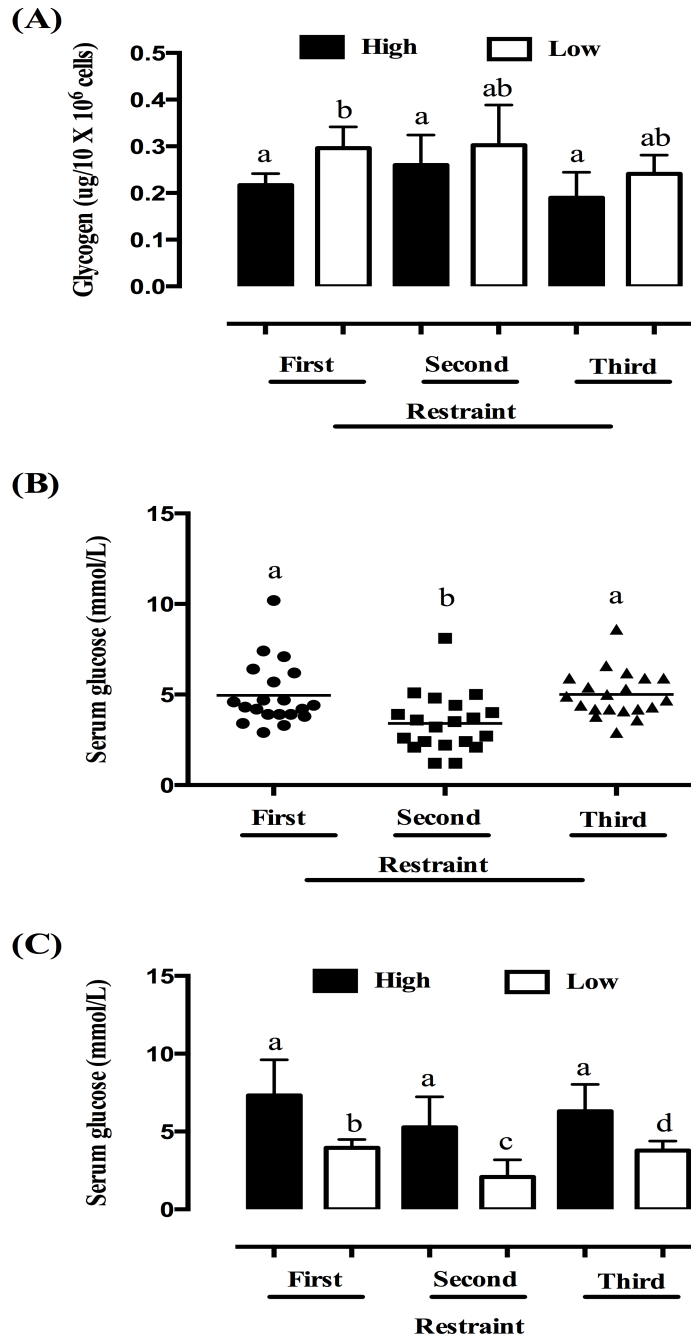 (A)
High Low
Glycogen (ug/10 X 10⁶ cells)
0.5
0.4
0.3
0.2
0.1
0.0
a b a ab a ab
First Second Third
Restraint
(B)
Serum glucose (mmol/L)
15
10
5
0
a b a
First Second Third
Restraint
(C)
High Low
Serum glucose (mmol/L)
15
10
5
0
a b a c a d
First Second Third
Restraint